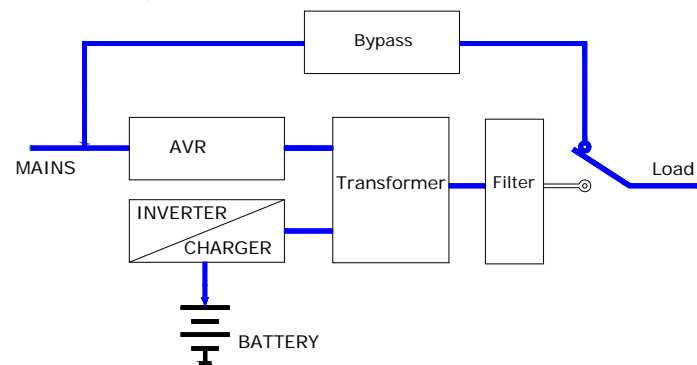 Bypass
MAINS
AVR
INVERTER
CHARGER
Transformer
Filter
Load
BATTERY